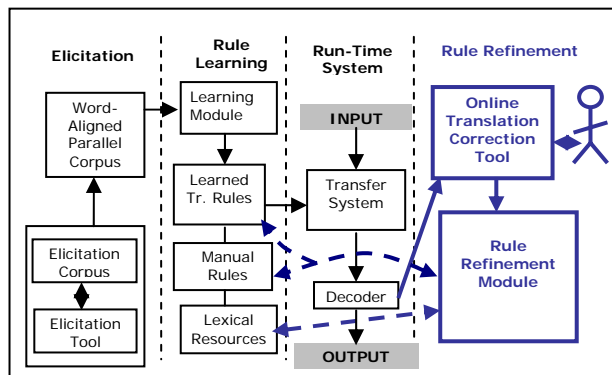 Elicitation
Word-
Aligned
Parallel
Corpus
Elicitation
Corpus
Elicitation
Tool
Rule
Learning
Learning
Module
Learned
Tr. Rules
Manual
Rules
Lexical
Resources
Run-Time
System
INPUT
Transfer
System
Decoder
OUTPUT
Rule Refinement
Online
Translation
Correction
Tool
Rule
Refinement
Module